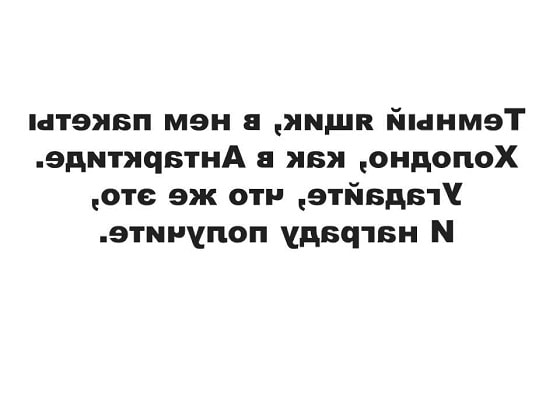 Темный ящик, в нем пакеты
Холодно, как в Антарктиде.
Угадайте, что же это,
И награду получите.